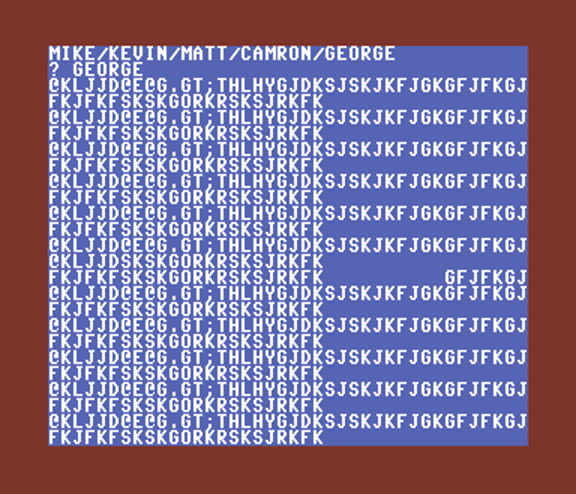 MIKE/KEVIN/MATT/CAMRON/GEORGE
? GEORGE
@KLJJD@E@G.GT;THLHYGJDKSJSKJKFJGKGFJFKGJ
FKJFKFSKSKGORKRSKSJRKFK
@KLJJD@E@G.GT;THLHYGJDKSJSKJKFJGKGFJFKGJ
FKJFKFSKSKGORKRSKSJRKFK
@KLJJD@E@G.GT;THLHYGJDKSJSKJKFJGKGFJFKGJ
FKJFKFSKSKGORKRSKSJRKFK
@KLJJD@E@G.GT;THLHYGJDKSJSKJKFJGKGFJFKGJ
FKJFKFSKSKGORKRSKSJRKFK
@KLJJD@E@G.GT;THLHYGJDKSJSKJKFJGKGFJFKGJ
FKJFKFSKSKGORKRSKSJRKFK
@KLJJD@E@G.GT;THLHYGJDKSJSKJKFJGKGFJFKGJ
@KLJKFSKSKGORKRSKSJRKFK
FKJFKFSKSKGORKRSKSJRKFK GFJFKGJ
@KLJJD@E@G.GT;THLHYGJDKSJSKJKFJGKGFJFKGJ
FKJFKFSKSKGORKRSKSJRKFK
@KLJJD@E@G.GT;THLHYGJDKSJSKJKFJGKGFJFKGJ
FKJFKFSKSKGORKRSKSJRKFK
@KLJJD@E@G.GT;THLHYGJDKSJSKJKFJGKGFJFKGJ
FKJFKFSKSKGORKRSKSJRKFK
@KLJJD@E@G.GT;THLHYGJDKSJSKJKFJGKGFJFKGJ
FKJFKFSKSKGORKRSKSJRKFK
@KLJJD@E@G.GT;THLHYGJDKSJSKJKFJGKGFJFKGJ
FKJFKFSKSKGORKRSKSJRKFK